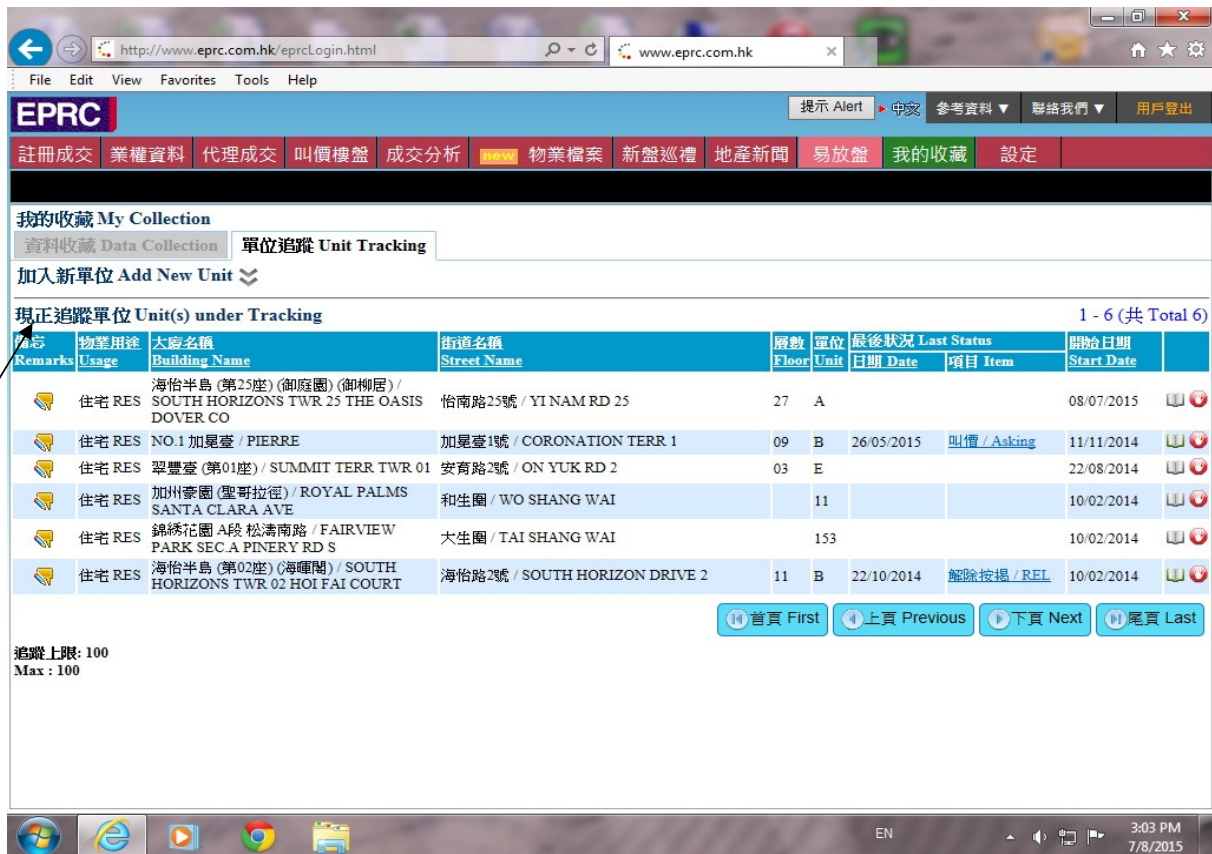 http://www.eprc.com.hk/eprcLogin.html
www.eprc.com.hk
File Edit View Favorites Tools Help
EPRC
提示 Alert 中文 參考資料 ▼ 聯絡我們 ▼ 用戶登出
註冊成交 業權資料 代理成交 叫價樓盤 成交分析 new 物業檔案 新盤巡禮 地產新聞 易放盤 我的收藏 設定
我的收藏 My Collection
資料收藏 Data Collection 單位追蹤 Unit Tracking
加入新單位 Add New Unit
現正追蹤單位 Unit(s) under Tracking 1 - 6 (共 Total 6)
備忘 物業用途 大廈名稱 街道名稱 層數 單位 最後狀況 Last Status 開始日期
Remarks Usage Building Name Street Name Floor Unit 日期 Date 項目 Item Start Date
海怡半島 (第25座) (御庭園) (御柳居) /
住宅 RES SOUTH HORIZONS TWR 25 THE OASIS 怡南路25號 / YI NAM RD 25 27 A 08/07/2015
DOVER CO
住宅 RES NO.1 加冕臺 / PIERRE 加冕臺1號 / CORONATION TERR 1 09 B 26/05/2015 叫價 / Asking 11/11/2014
住宅 RES 翠豐臺 (第01座) / SUMMIT TERR TWR 01 安育路2號 / ON YUK RD 2 03 E 22/08/2014
住宅 RES 加州豪園 (聖哥拉徑) / ROYAL PALMS 和生圍 / WO SHANG WAI 11 10/02/2014
SANTA CLARA AVE
住宅 RES 錦綉花園 A段 松濤南路 / FAIRVIEW 大生圍 / TAI SHANG WAI 153 10/02/2014
PARK SEC.A PINERY RD S
住宅 RES 海怡半島 (第02座) (海暉閣) / SOUTH 海怡路2號 / SOUTH HORIZON DRIVE 2 11 B 22/10/2014 解除按揭 / REL 10/02/2014
HORIZONS TWR 02 HOI FAI COURT
首頁 First 上頁 Previous 下頁 Next 尾頁 Last
追蹤上限: 100
Max : 100
EN 3:03 PM
7/8/2015